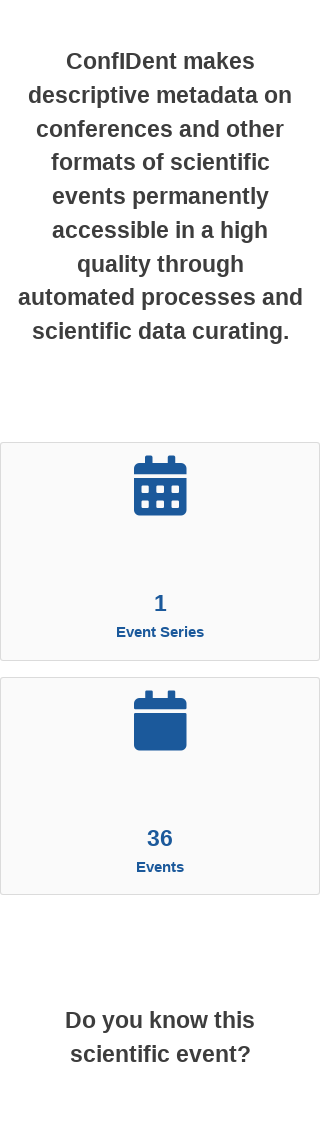 ConfIDent makes
descriptive metadata on
conferences and other
formats of scientific
events permanently
accessible in a high
quality through
automated processes and
scientific data curating.
1
Event Series
36
Events
Do you know this
scientific event?